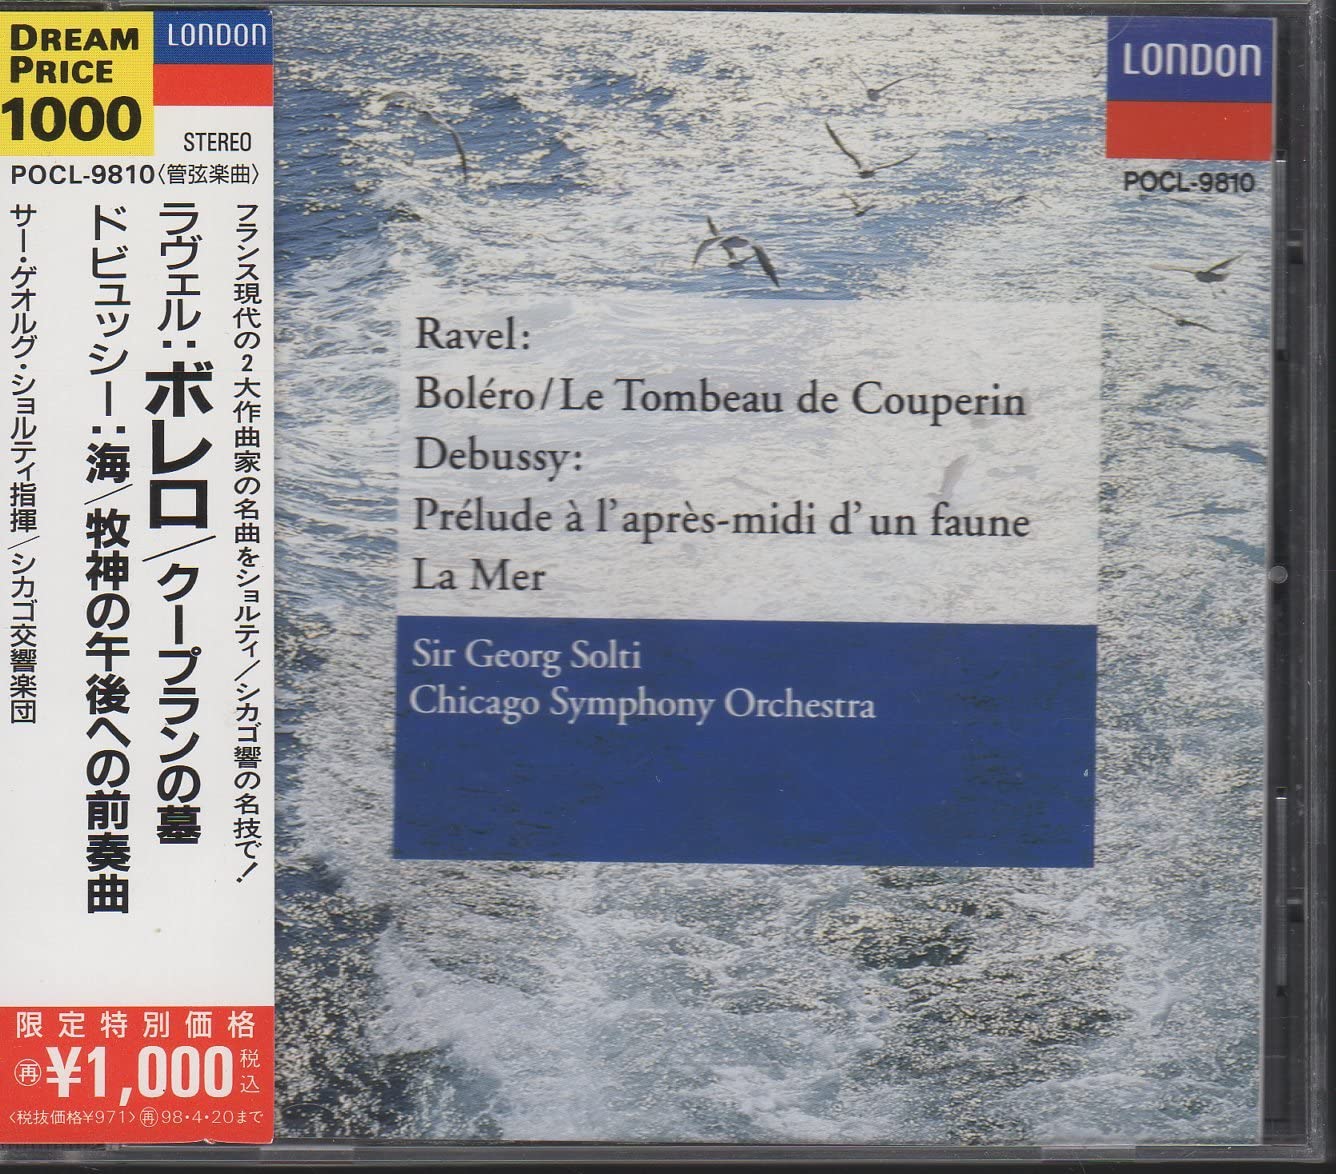 DREAM
PRICE
1000
LONDON
STEREO
POCL-9810〈管弦楽曲〉
フランス現代の2大作曲家の名曲をショルティ/シカゴ響の名技で!
ラヴェル:ボレロ/クープランの墓
ドビュッシー:海/牧神の午後への前奏曲
サー・ゲオルグ・ショルティ指揮/シカゴ交響楽団
限定特別価格
再¥1,000税込
〈税抜価格¥971〉再98・4・20まで
LONDON
POCL-9810
Ravel:
Boléro/Le Tombeau de Couperin
Debussy:
Prélude à l'après-midi d'un faune
La Mer
Sir Georg Solti
Chicago Symphony Orchestra